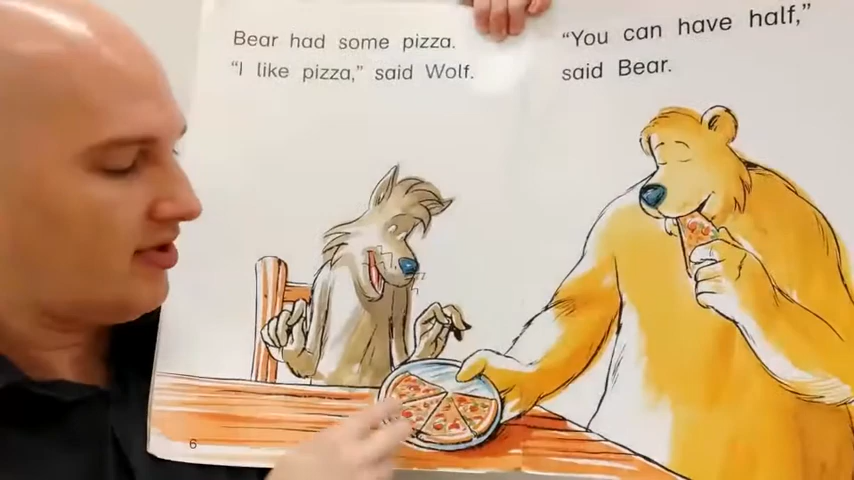 Bear had some pizza.
"I like pizza," said Wolf.
"You can have half,"
said Bear.
6